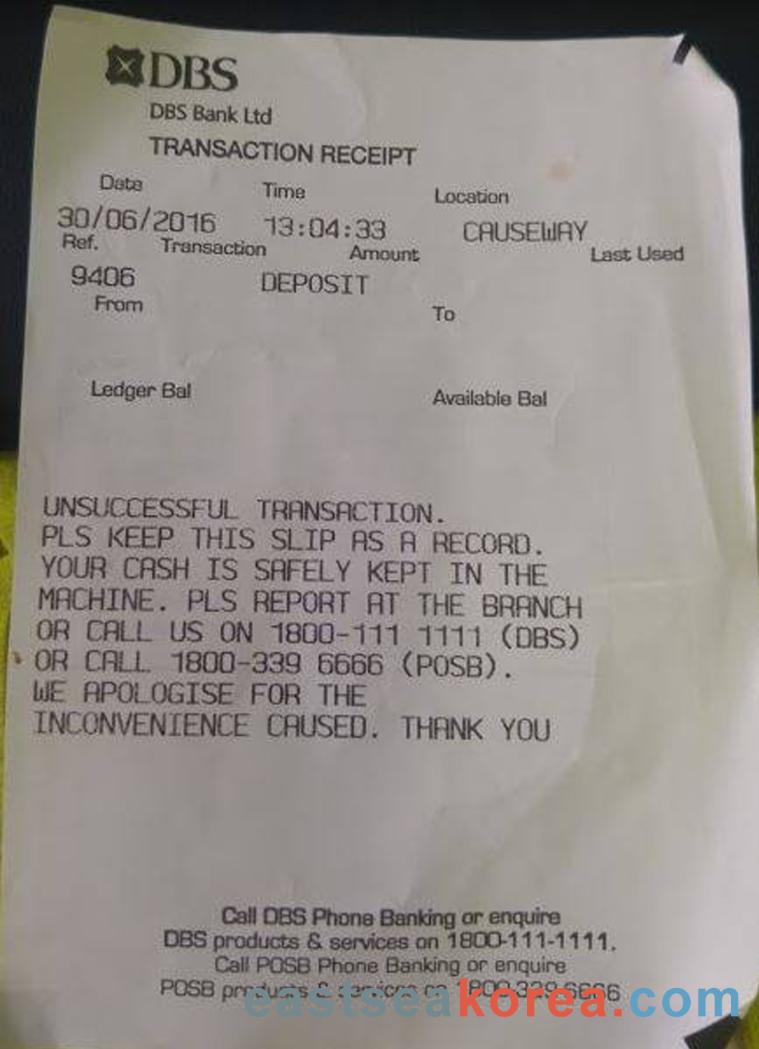 DBS
DBS Bank Ltd
TRANSACTION RECEIPT
Date Time Location
30/06/2016 13:04:33 CAUSEWAY
Ref. Transaction Amount Last Used
9406 DEPOSIT
From To
Ledger Bal Available Bal
UNSUCCESSFUL TRANSACTION.
PLS KEEP THIS SLIP AS A RECORD.
YOUR CASH IS SAFELY KEPT IN THE
MACHINE. PLS REPORT AT THE BRANCH
OR CALL US ON 1800-111 1111 (DBS)
OR CALL 1800-339 6666 (POSB).
WE APOLOGISE FOR THE
INCONVENIENCE CAUSED. THANK YOU
Call DBS Phone Banking or enquire
DBS products & services on 1800-111-1111.
Call POSB Phone Banking or enquire
POSB products & services on 1800-339-6666
eastseakorea.com